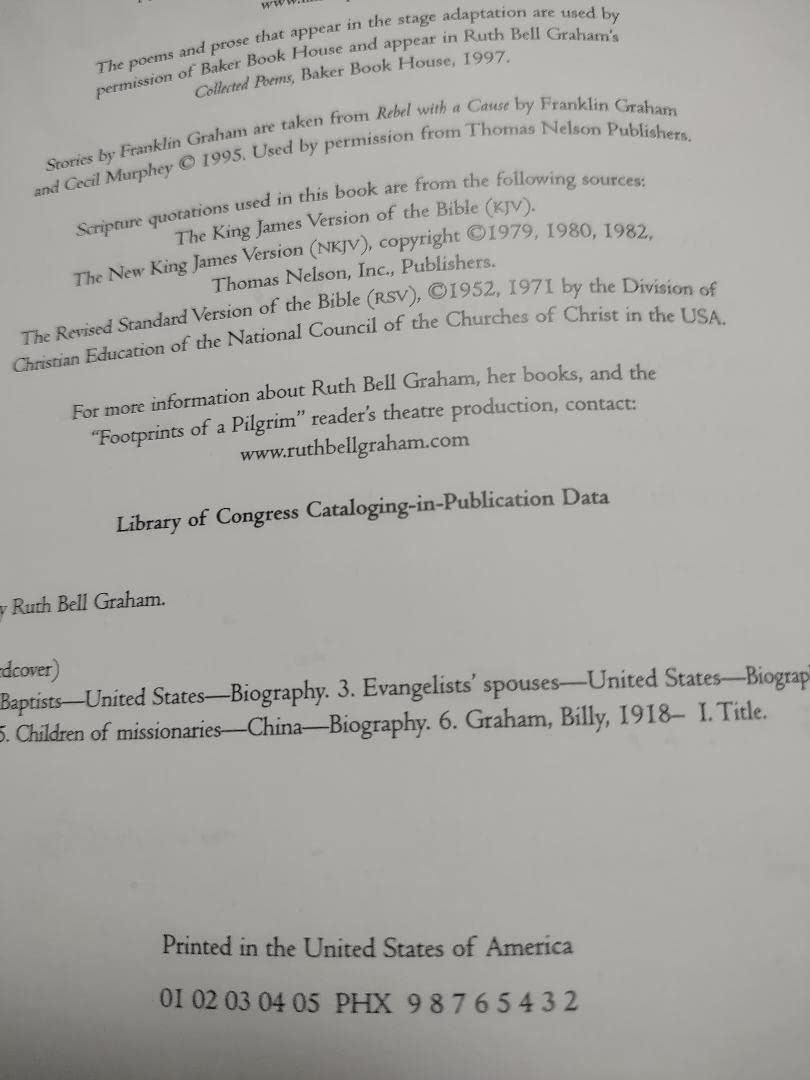 The poems and prose that appear in the stage adaptation are used by
permission of Baker Book House and appear in Ruth Bell Graham's
Collected Poems, Baker Book House, 1997.
Stories by Franklin Graham are taken from Rebel with a Cause by Franklin Graham
and Cecil Murphey © 1995. Used by permission from Thomas Nelson Publishers.
Scripture quotations used in this book are from the following sources:
The King James Version of the Bible (KJV).
The New King James Version (NKJV), copyright ©1979, 1980, 1982,
Thomas Nelson, Inc., Publishers.
The Revised Standard Version of the Bible (RSV), ©1952, 1971 by the Division of
Christian Education of the National Council of the Churches of Christ in the USA.
For more information about Ruth Bell Graham, her books, and the
“Footprints of a Pilgrim” reader's theatre production, contact:
www.ruthbellgraham.com
Library of Congress Cataloging-in-Publication Data
y Ruth Bell Graham.
dcover)
Baptists—United States—Biography. 3. Evangelists' spouses—United States—Biograp
5. Children of missionaries—China—Biography. 6. Graham, Billy, 1918– I. Title.
Printed in the United States of America
01 02 03 04 05 PHX 9 8 7 6 5 4 3 2